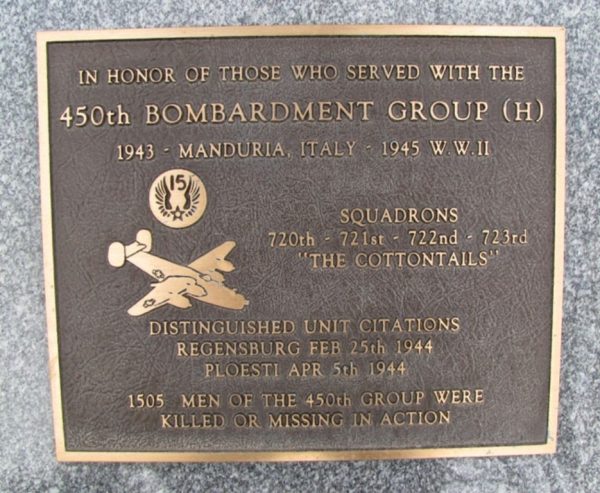 IN HONOR OF THOSE WHO SERVED WITH THE
450th BOMBARDMENT GROUP (H)
1943 - MANDURIA, ITALY - 1945 W.W.II
15
SQUADRONS
720th - 721st - 722nd - 723rd
"THE COTTONTAILS"
DISTINGUISHED UNIT CITATIONS
REGENSBURG FEB 25th 1944
PLOESTI APR 5th 1944
1505 MEN OF THE 450th GROUP WERE
KILLED OR MISSING IN ACTION